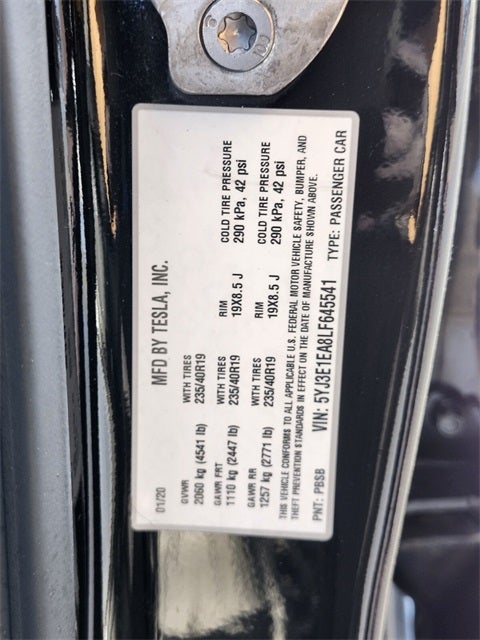 01/20 MFD BY TESLA, INC.
GVWR WITH TIRES RIM COLD TIRE PRESSURE
2060 kg (4541 lb) 235/40R19 19X8.5 J 290 kPa, 42 psi
GAWR FRT WITH TIRES RIM COLD TIRE PRESSURE
1110 kg (2447 lb) 235/40R19 19X8.5 J 290 kPa, 42 psi
GAWR RR WITH TIRES
1257 kg (2771 lb) 235/40R19
THIS VEHICLE CONFORMS TO ALL APPLICABLE U.S. FEDERAL MOTOR VEHICLE SAFETY, BUMPER, AND
THEFT PREVENTION STANDARDS IN EFFECT ON THE DATE OF MANUFACTURE SHOWN ABOVE.
PNT: PBSB VIN: 5YJ3E1EA8LF645541 TYPE: PASSENGER CAR